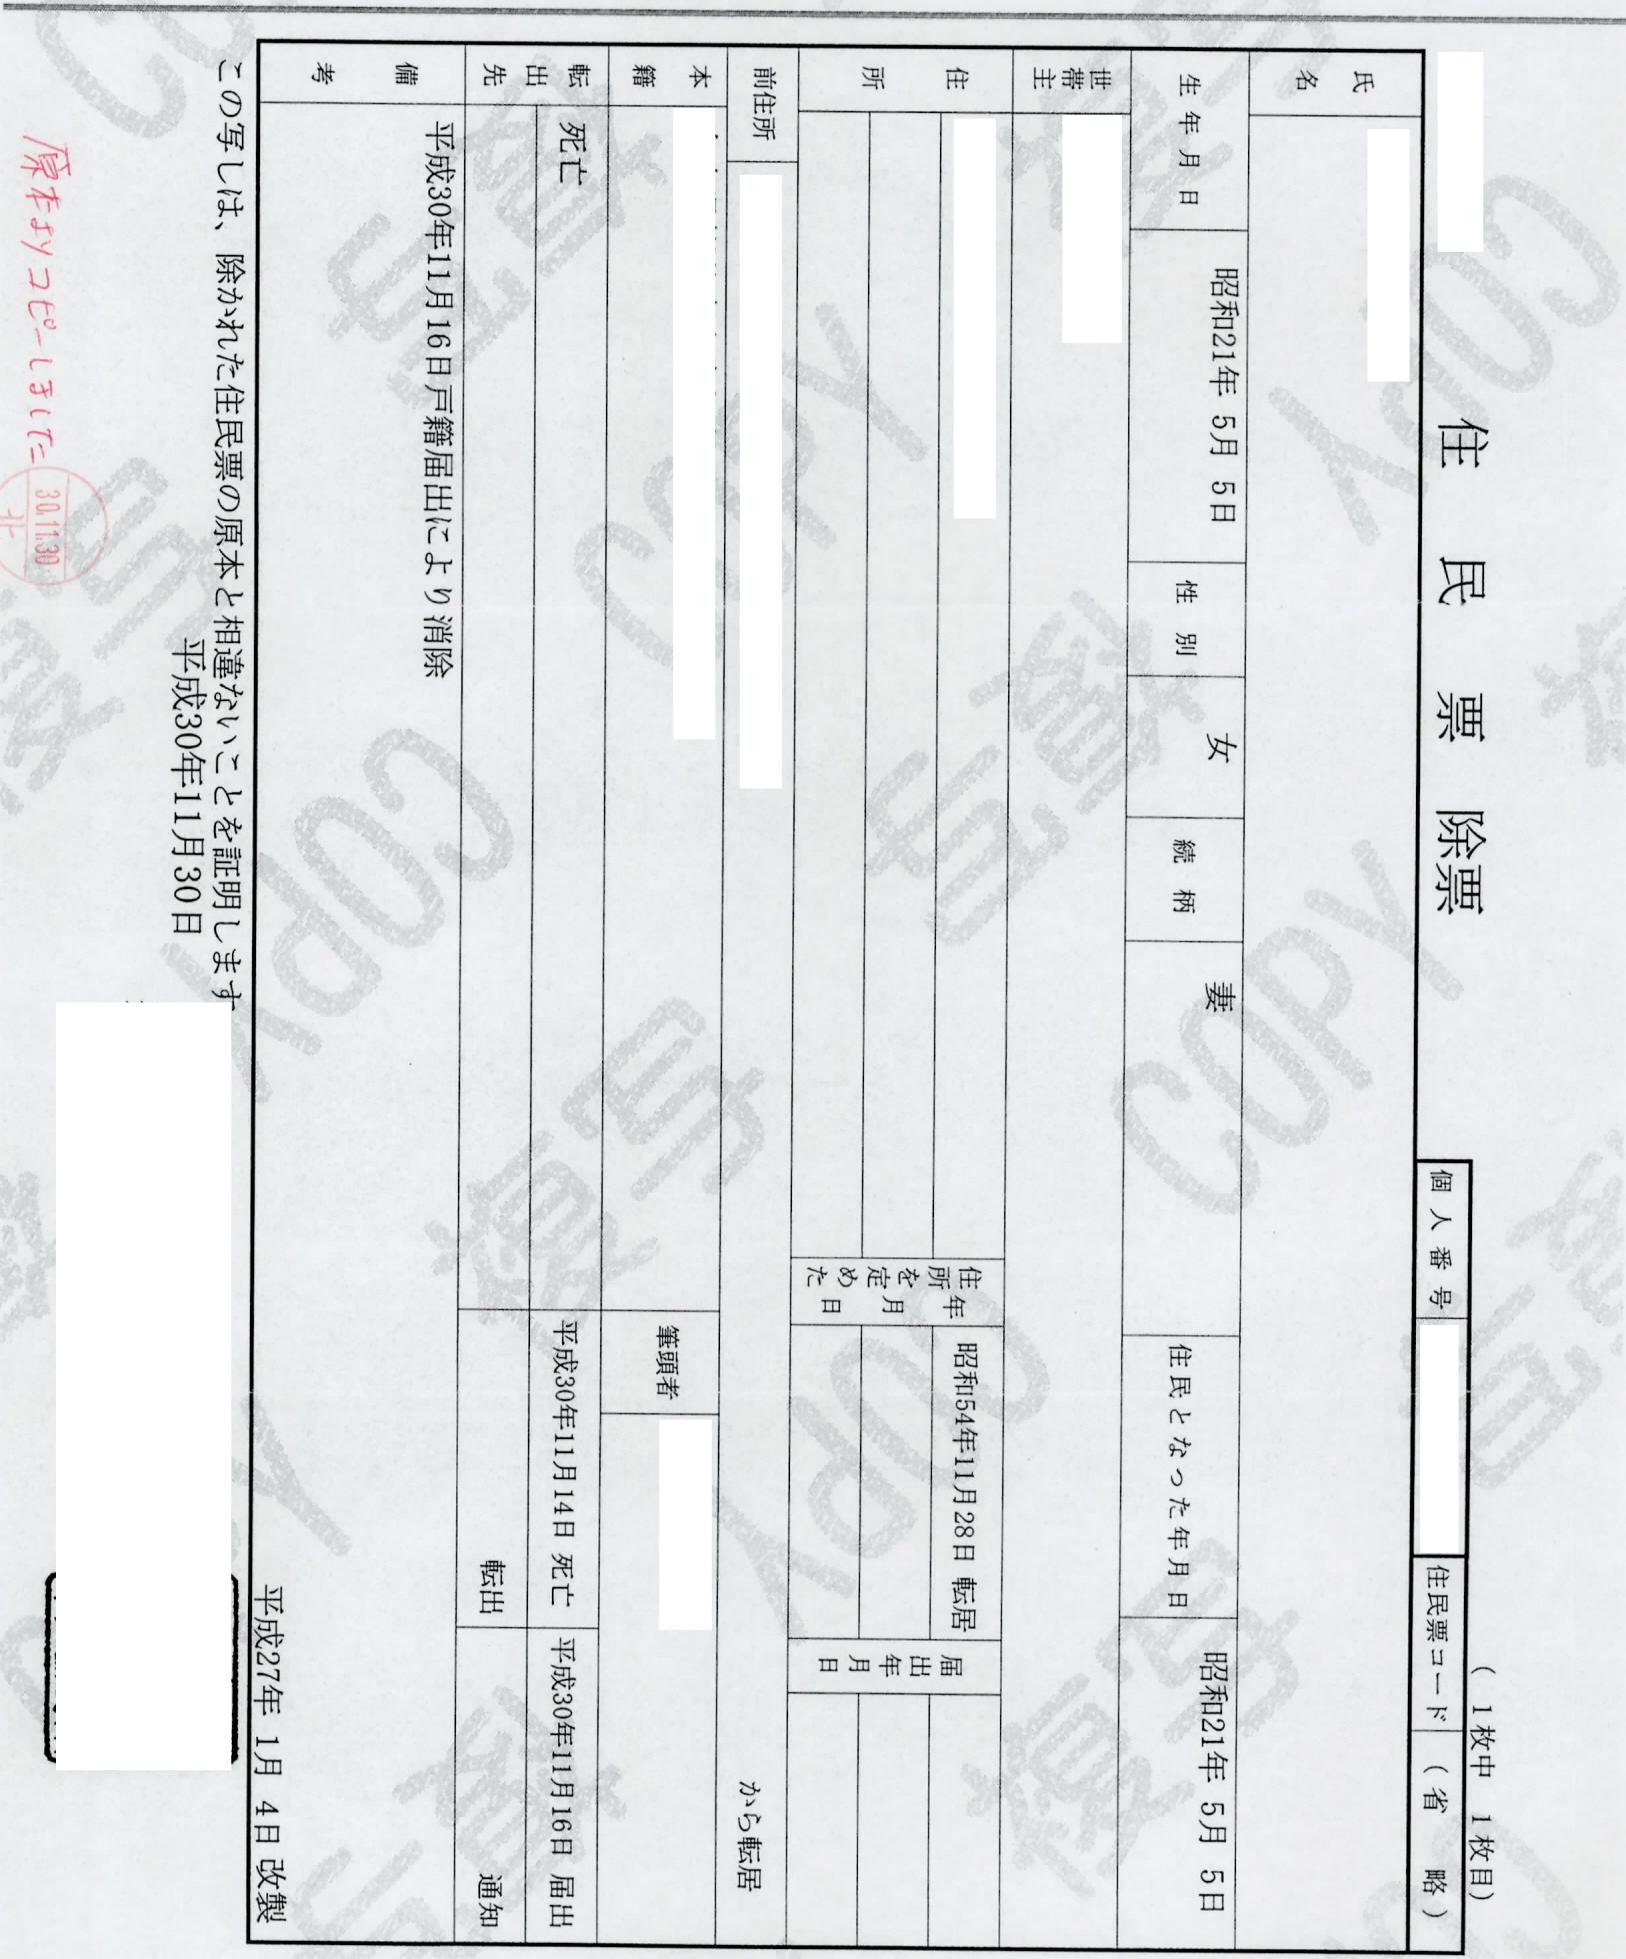 住民票 除票
(1枚中 1枚目)
個人番号
住民票コード (省略)
氏名
生年月日 昭和21年 5月 5日 性別 女 続柄 妻 住民となった年月日 昭和21年 5月 5日
世帯主
住所 住所を定めた年月日 昭和54年11月28日 転居 届出年月日
前住所 から転居
本籍 筆頭者
転出先 死亡 平成30年11月14日 死亡 平成30年11月16日 届出
転出 通知
備考 平成30年11月16日戸籍届出により消除
平成27年 1月 4日 改製
この写しは、除かれた住民票の原本と相違ないことを証明します
平成30年11月30日
原本よりコピーしました
30.11.30
複写
COPY